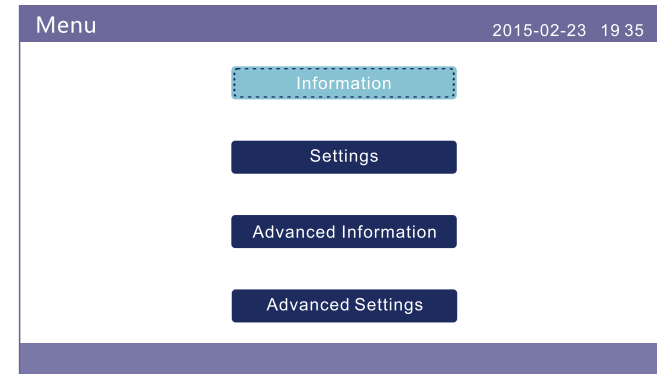 Menu
2015-02-23 19 35
Information
Settings
Advanced Information
Advanced Settings